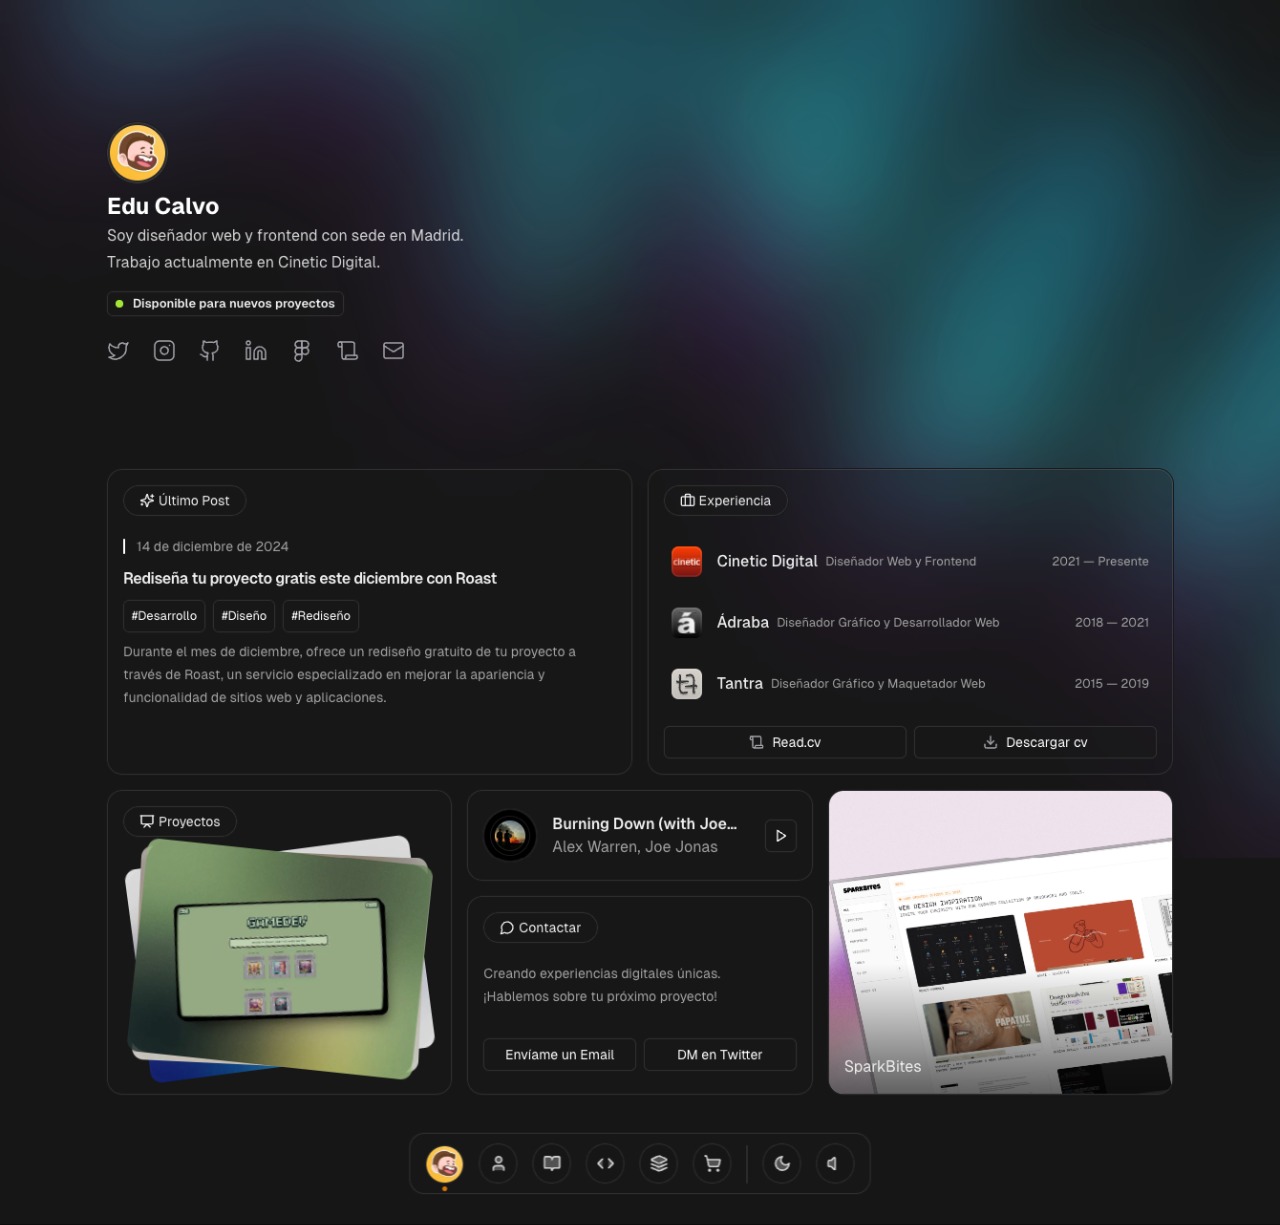 Edu Calvo
Soy diseñador web y frontend con sede en Madrid.
Trabajo actualmente en Cinetic Digital.
Disponible para nuevos proyectos
Último Post
14 de diciembre de 2024
Rediseña tu proyecto gratis este diciembre con Roast
#Desarrollo #Diseño #Rediseño
Durante el mes de diciembre, ofrece un rediseño gratuito de tu proyecto a
través de Roast, un servicio especializado en mejorar la apariencia y
funcionalidad de sitios web y aplicaciones.
Experiencia
cinetic
Cinetic Digital Diseñador Web y Frontend 2021 — Presente
á
Ádraba Diseñador Gráfico y Desarrollador Web 2018 — 2021
Tantra Diseñador Gráfico y Maquetador Web 2015 — 2019
Read.cv
Descargar cv
Proyectos
GAMEDEV
Burning Down (with Joe...
Alex Warren, Joe Jonas
Contactar
Creando experiencias digitales únicas.
¡Hablemos sobre tu próximo proyecto!
Envíame un Email
DM en Twitter
SPARKBITES
WEB DESIGN INSPIRATION
PAPATUI
SparkBites